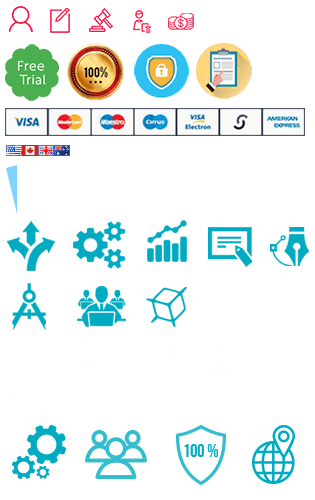 Free
Trial
100%
VISA MasterCard Maestro Cirrus VISA Electron S AMERICAN EXPRESS
100 %